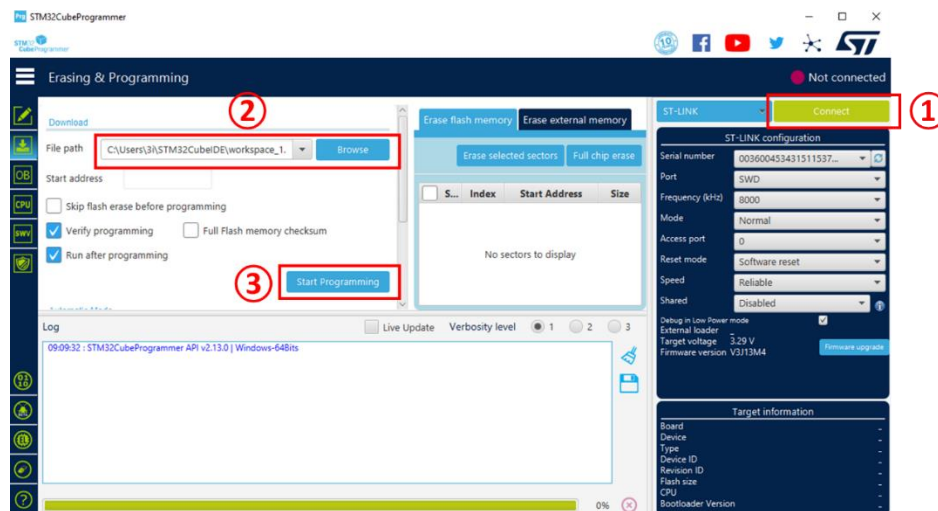 Prg STM32CubeProgrammer
STM32
CubeProgrammer
10
Erasing & Programming
Not connected
②
①
Download
File path C:\Users\3i\STM32CubeIDE\workspace_1. Browse
Start address
Skip flash erase before programming
Verify programming Full Flash memory checksum
Run after programming
③ Start Programming
Erase flash memory Erase external memory
Erase selected sectors Full chip erase
S... Index Start Address Size
No sectors to display
ST-LINK Connect
ST-LINK configuration
Serial number 003600453431511537...
Port SWD
Frequency (kHz) 8000
Mode Normal
Access port 0
Reset mode Software reset
Speed Reliable
Shared Disabled
Debug in Low Power mode
External loader _
Target voltage 3.29 V
Firmware version V3J13M4 Firmware upgrade
Log Live Update Verbosity level 1 2 3
09:09:32 : STM32CubeProgrammer API v2.13.0 | Windows-64Bits
0%
Target information
Board -
Device -
Type -
Device ID -
Revision ID -
Flash size -
CPU -
Bootloader Version -
OB
CPU
SWV
?